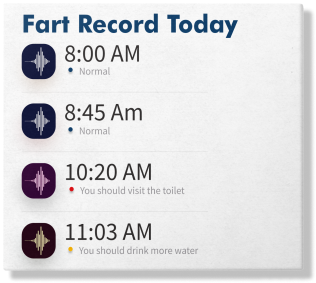 Fart Record Today
8:00 AM
Normal
8:45 Am
Normal
10:20 AM
You should visit the toilet
11:03 AM
You should drink more water